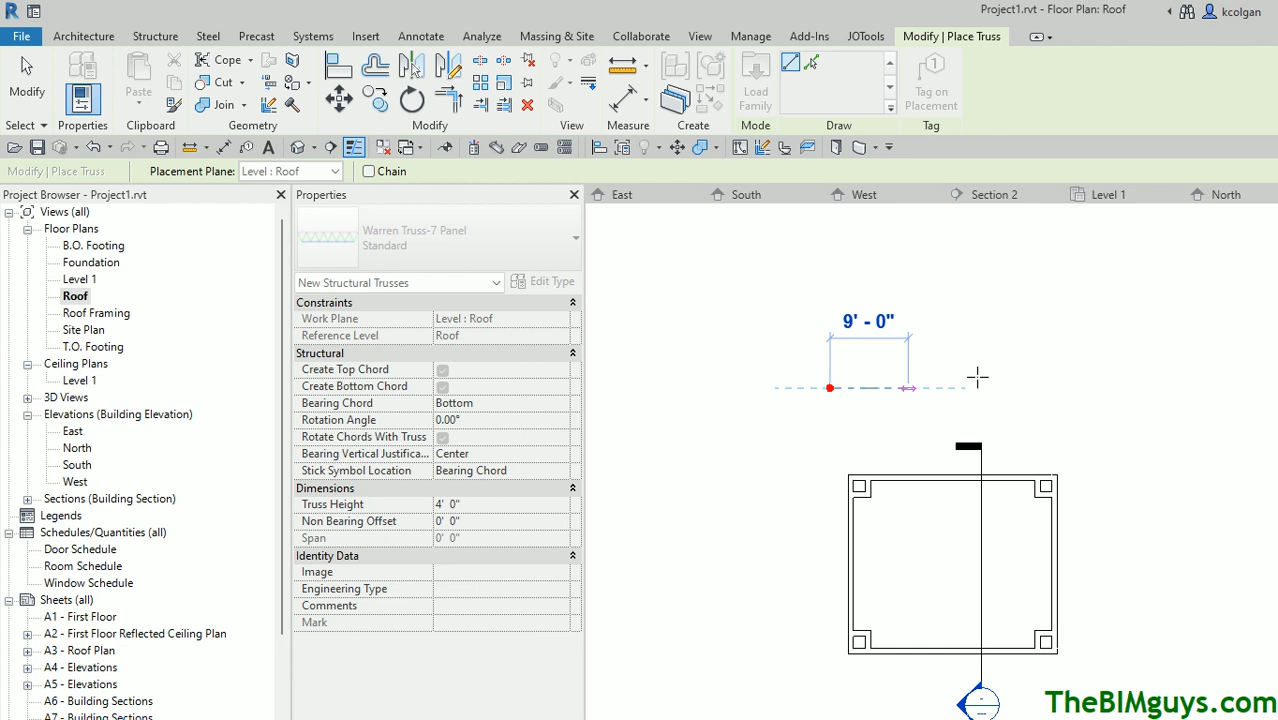 Project1.rvt - Floor Plan: Roof
kcolgan
File Architecture Structure Steel Precast Systems Insert Annotate Analyze Massing & Site Collaborate View Manage Add-Ins JOTools Modify | Place Truss
Modify
Select
Properties
Paste
Clipboard
Cope
Cut
Join
Geometry
Modify
View
Measure
Create
Load
Family
Mode
Draw
Tag on
Placement
Tag
Modify | Place Truss Placement Plane: Level : Roof Chain
Project Browser - Project1.rvt
Views (all)
Floor Plans
B.O. Footing
Foundation
Level 1
Roof
Roof Framing
Site Plan
T.O. Footing
Ceiling Plans
Level 1
3D Views
Elevations (Building Elevation)
East
North
South
West
Sections (Building Section)
Legends
Schedules/Quantities (all)
Door Schedule
Room Schedule
Window Schedule
Sheets (all)
A1 - First Floor
A2 - First Floor Reflected Ceiling Plan
A3 - Roof Plan
A4 - Elevations
A5 - Elevations
A6 - Building Sections
A7 - Building Sections
Properties
Warren Truss-7 Panel
Standard
New Structural Trusses Edit Type
Constraints
Work Plane Level : Roof
Reference Level Roof
Structural
Create Top Chord
Create Bottom Chord
Bearing Chord Bottom
Rotation Angle 0.00°
Rotate Chords With Truss
Bearing Vertical Justifica... Center
Stick Symbol Location Bearing Chord
Dimensions
Truss Height 4' 0"
Non Bearing Offset 0' 0"
Span 0' 0"
Identity Data
Image
Engineering Type
Comments
Mark
East South West Section 2 Level 1 North
9' - 0"
TheBIMguys.com